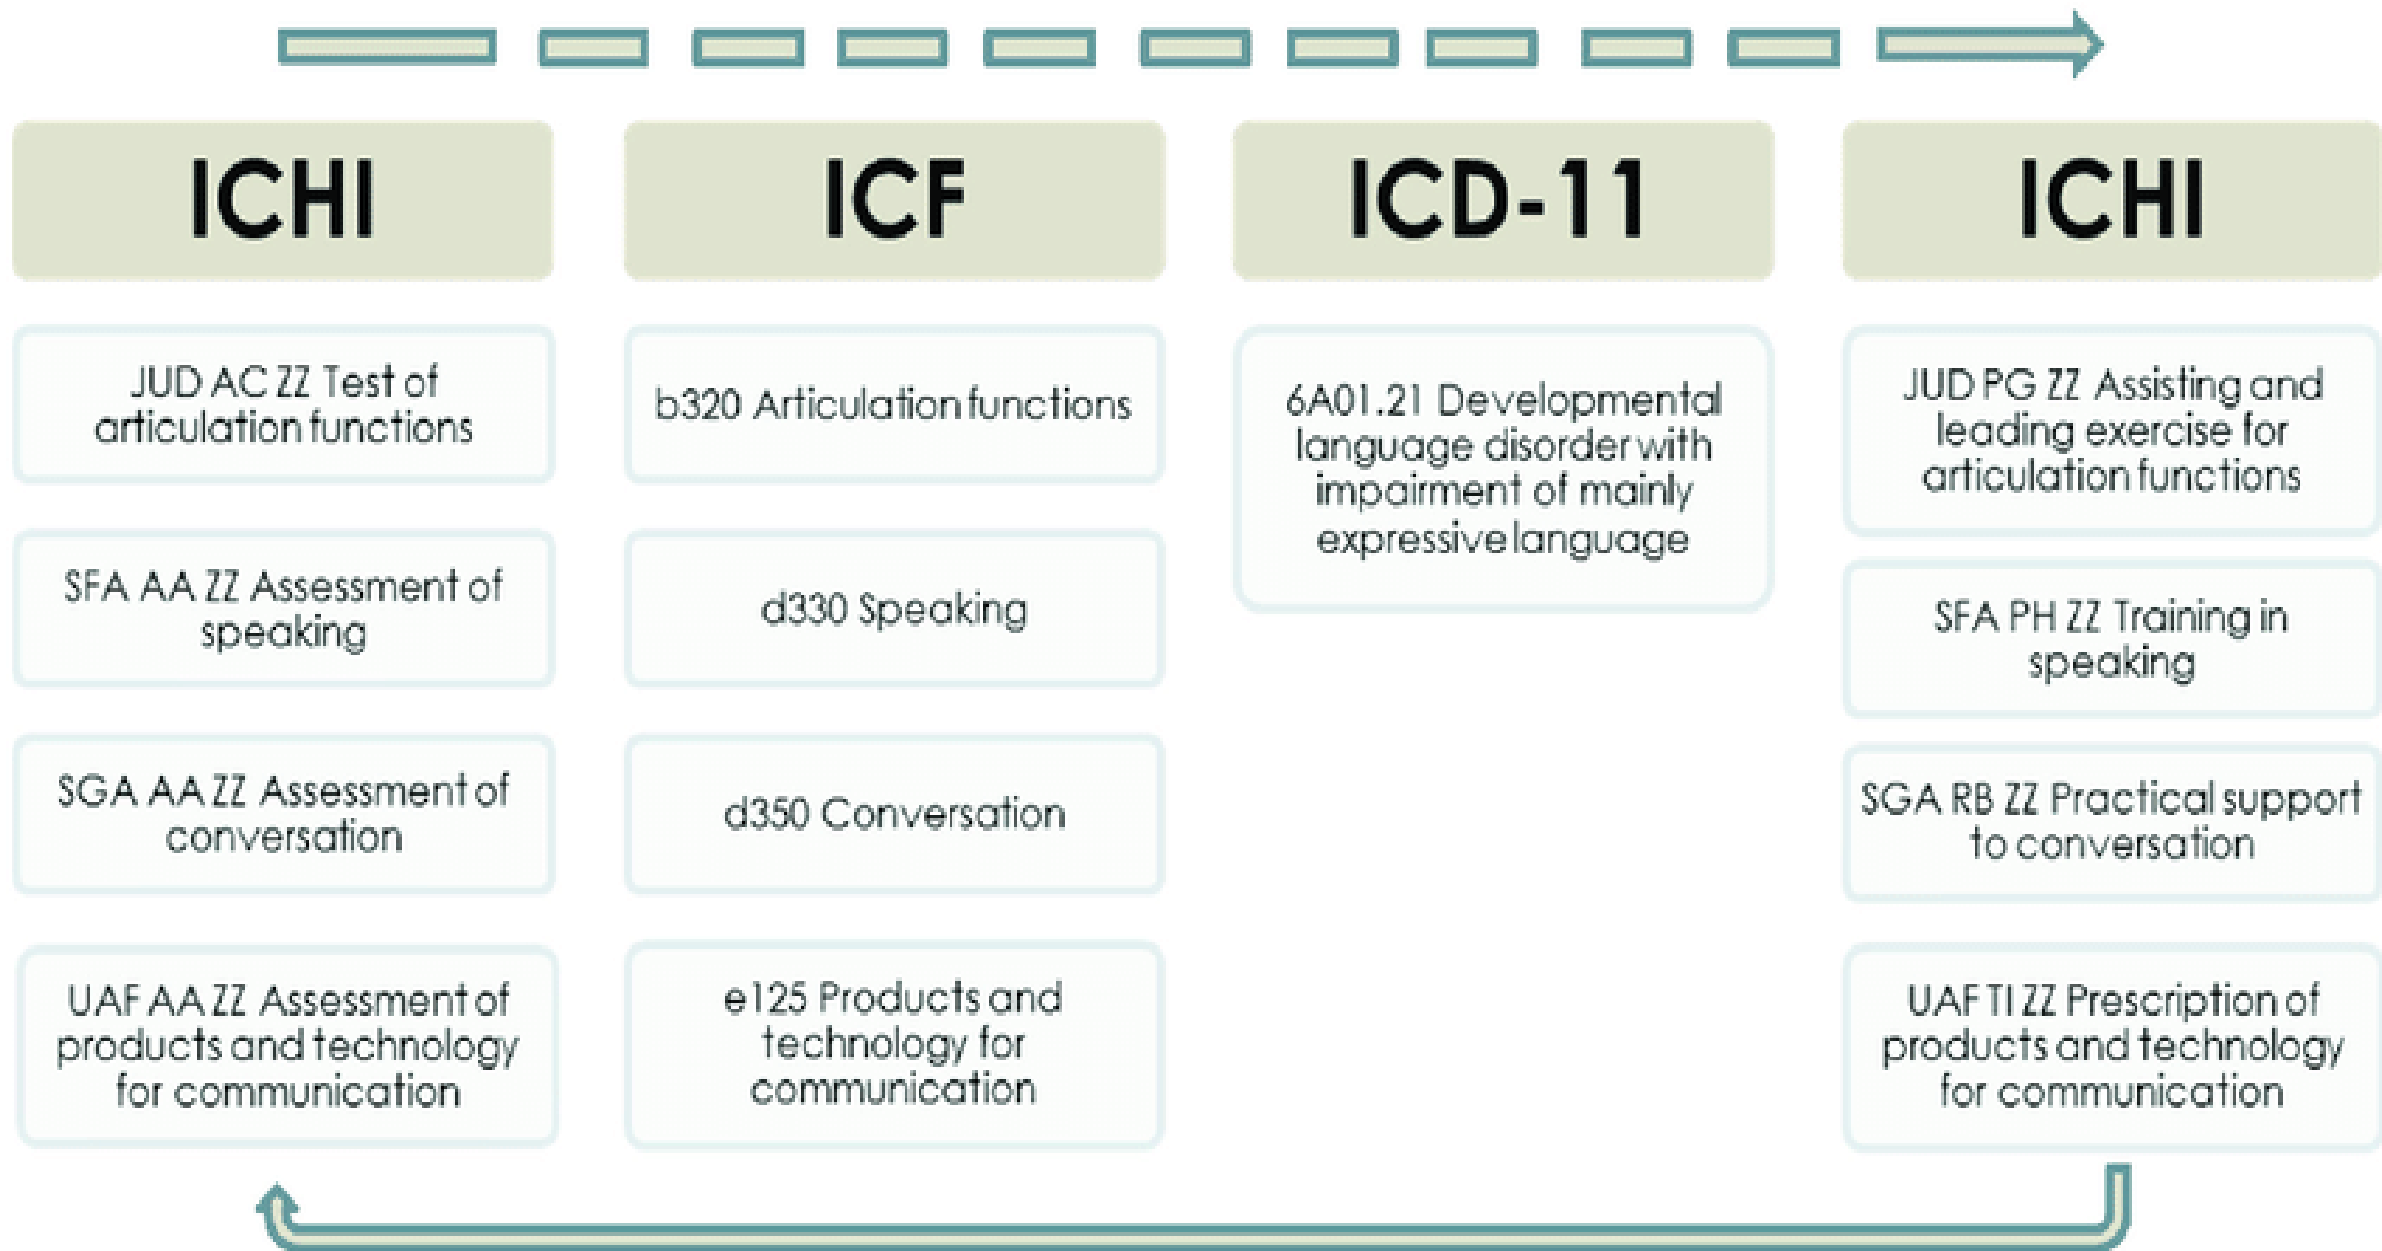 ICHI
JUD AC ZZ Test of
articulation functions
SFA AA ZZ Assessment of
speaking
SGA AA ZZ Assessment of
conversation
UAF AA ZZ Assessment of
products and technology
for communication
ICF
b320 Articulation functions
d330 Speaking
d350 Conversation
e125 Products and
technology for
communication
ICD-11
6A01.21 Developmental
language disorder with
impairment of mainly
expressive language
ICHI
JUD PG ZZ Assisting and
leading exercise for
articulation functions
SFA PH ZZ Training in
speaking
SGA RB ZZ Practical support
to conversation
UAF TI ZZ Prescription of
products and technology
for communication